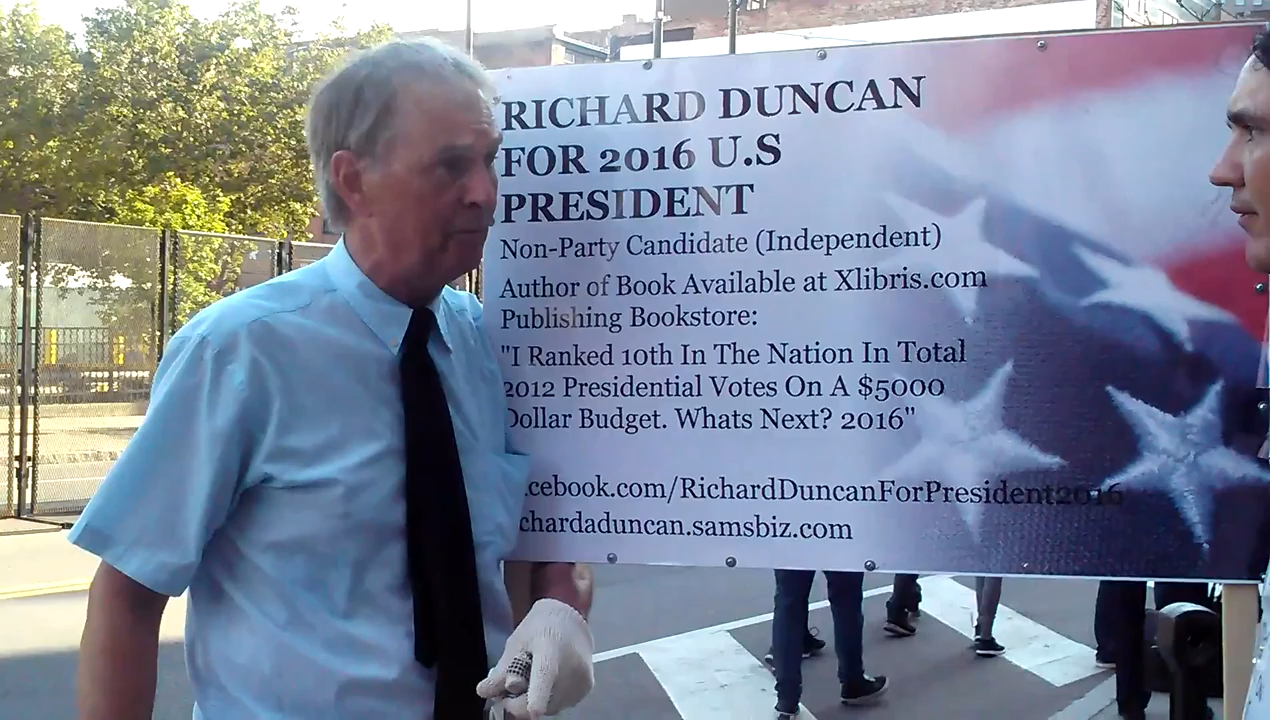 RICHARD DUNCAN
FOR 2016 U.S
PRESIDENT
Non-Party Candidate (Independent)
Author of Book Available at Xlibris.com
Publishing Bookstore:
"I Ranked 10th In The Nation In Total
2012 Presidential Votes On A $5000
Dollar Budget. Whats Next? 2016"
cebook.com/RichardDuncanForPresident2016
chardaduncan.samsbiz.com